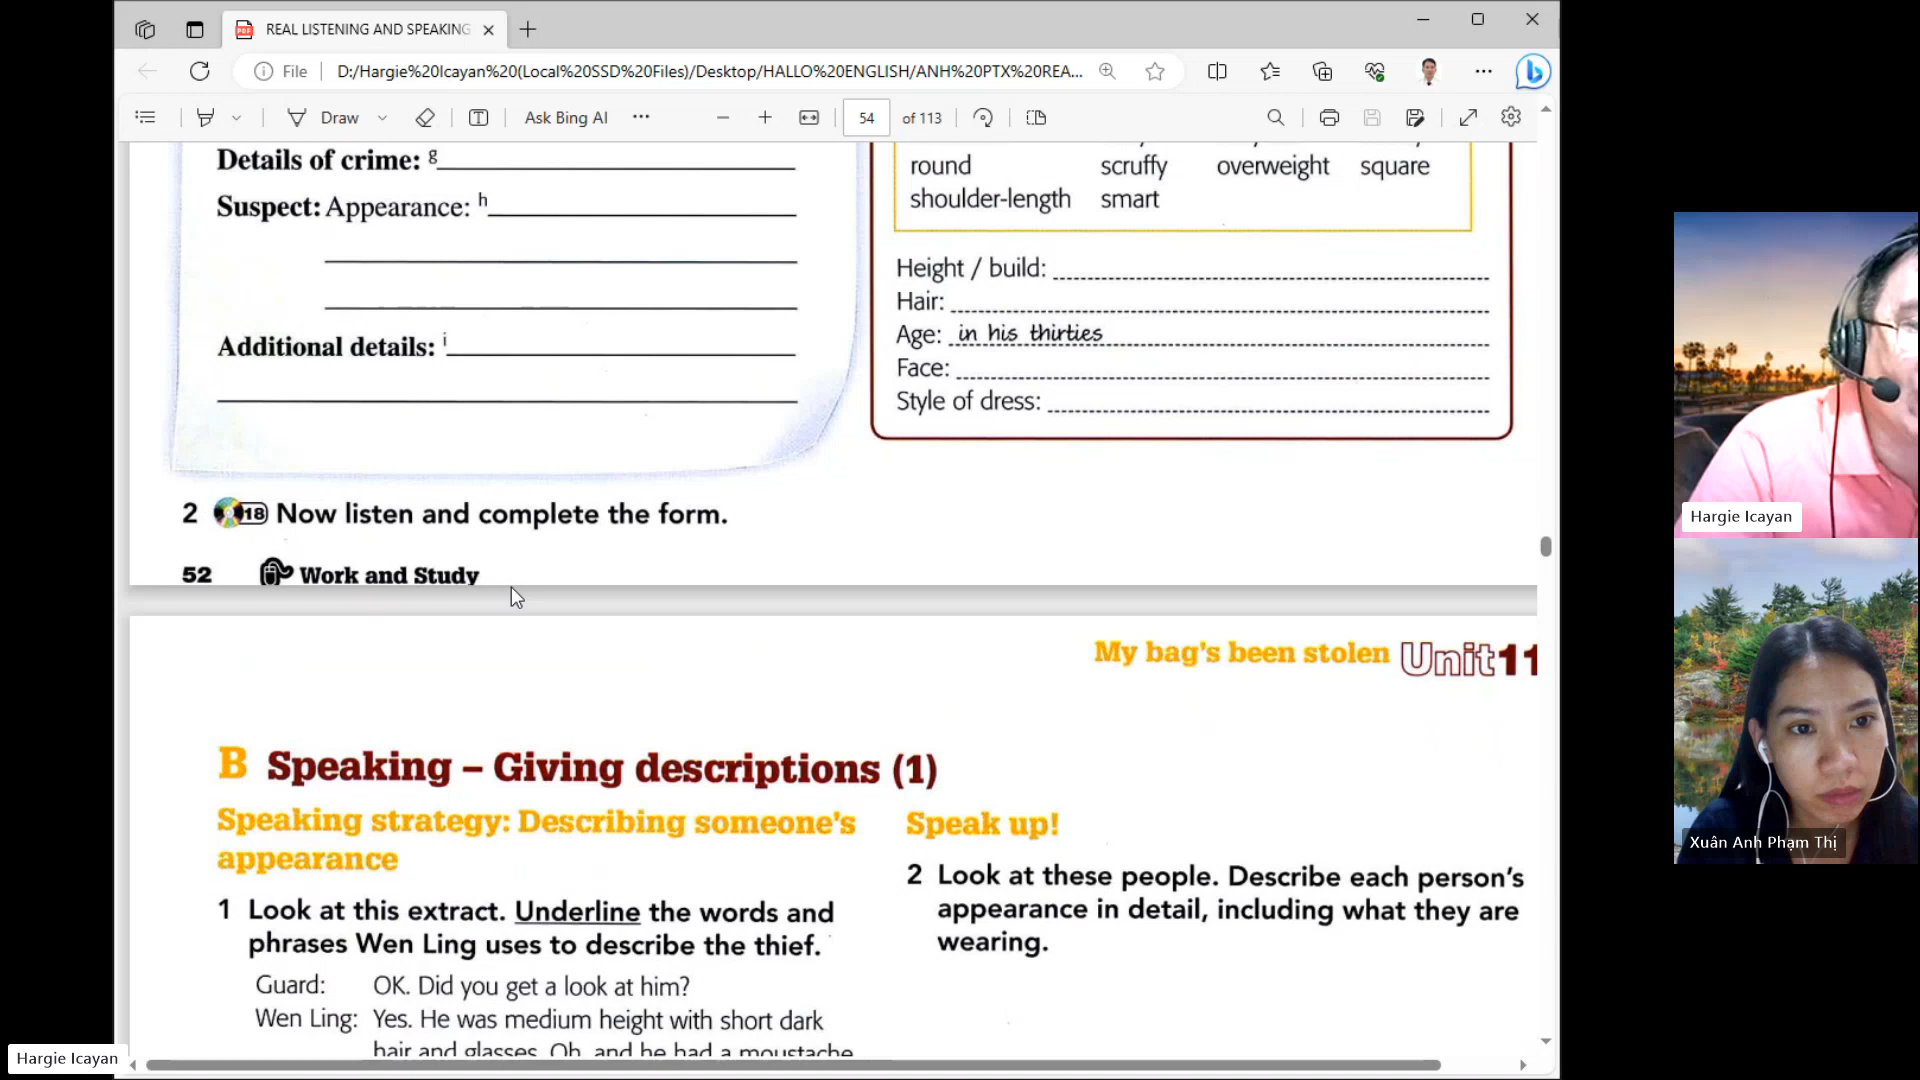 REAL LISTENING AND SPEAKING
File
D:/Hargie%20Icayan%20(Local%20SSD%20Files)/Desktop/HALLO%20ENGLISH/ANH%20PTX%20REA...
Draw
Ask Bing AI
54 of 113
Details of crime: g
Suspect: Appearance: h
Additional details: i
2 18 Now listen and complete the form.
52 Work and Study
round scruffy overweight square
shoulder-length smart
Height / build:
Hair:
Age: in his thirties
Face:
Style of dress:
My bag's been stolen Unit 11
B Speaking – Giving descriptions (1)
Speaking strategy: Describing someone's
appearance
1 Look at this extract. Underline the words and
phrases Wen Ling uses to describe the thief.
Guard: OK. Did you get a look at him?
Wen Ling: Yes. He was medium height with short dark
hair and glasses. Oh, and he had a moustache
Speak up!
2 Look at these people. Describe each person's
appearance in detail, including what they are
wearing.
Hargie Icayan
Xuân Anh Phạm Thị
Hargie Icayan